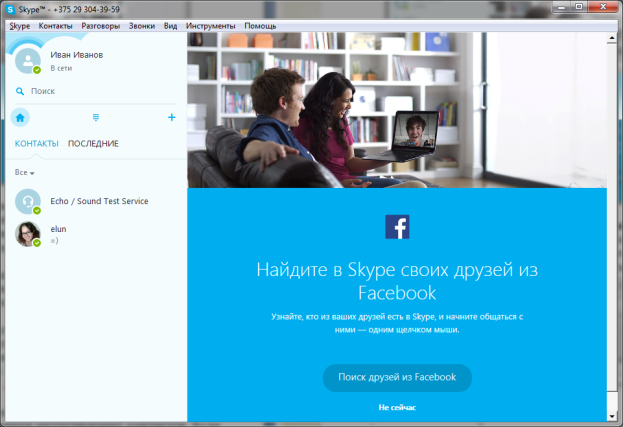 Skype™ - +375 29 304-39-59
Skype Контакты Разговоры Звонки Вид Инструменты Помощь
Иван Иванов
В сети
Поиск
КОНТАКТЫ ПОСЛЕДНИЕ
Все
Echo / Sound Test Service
elun
=)
Найдите в Skype своих друзей из
Facebook
Узнайте, кто из ваших друзей есть в Skype, и начните общаться с
ними — одним щелчком мыши.
Поиск друзей из Facebook
Не сейчас